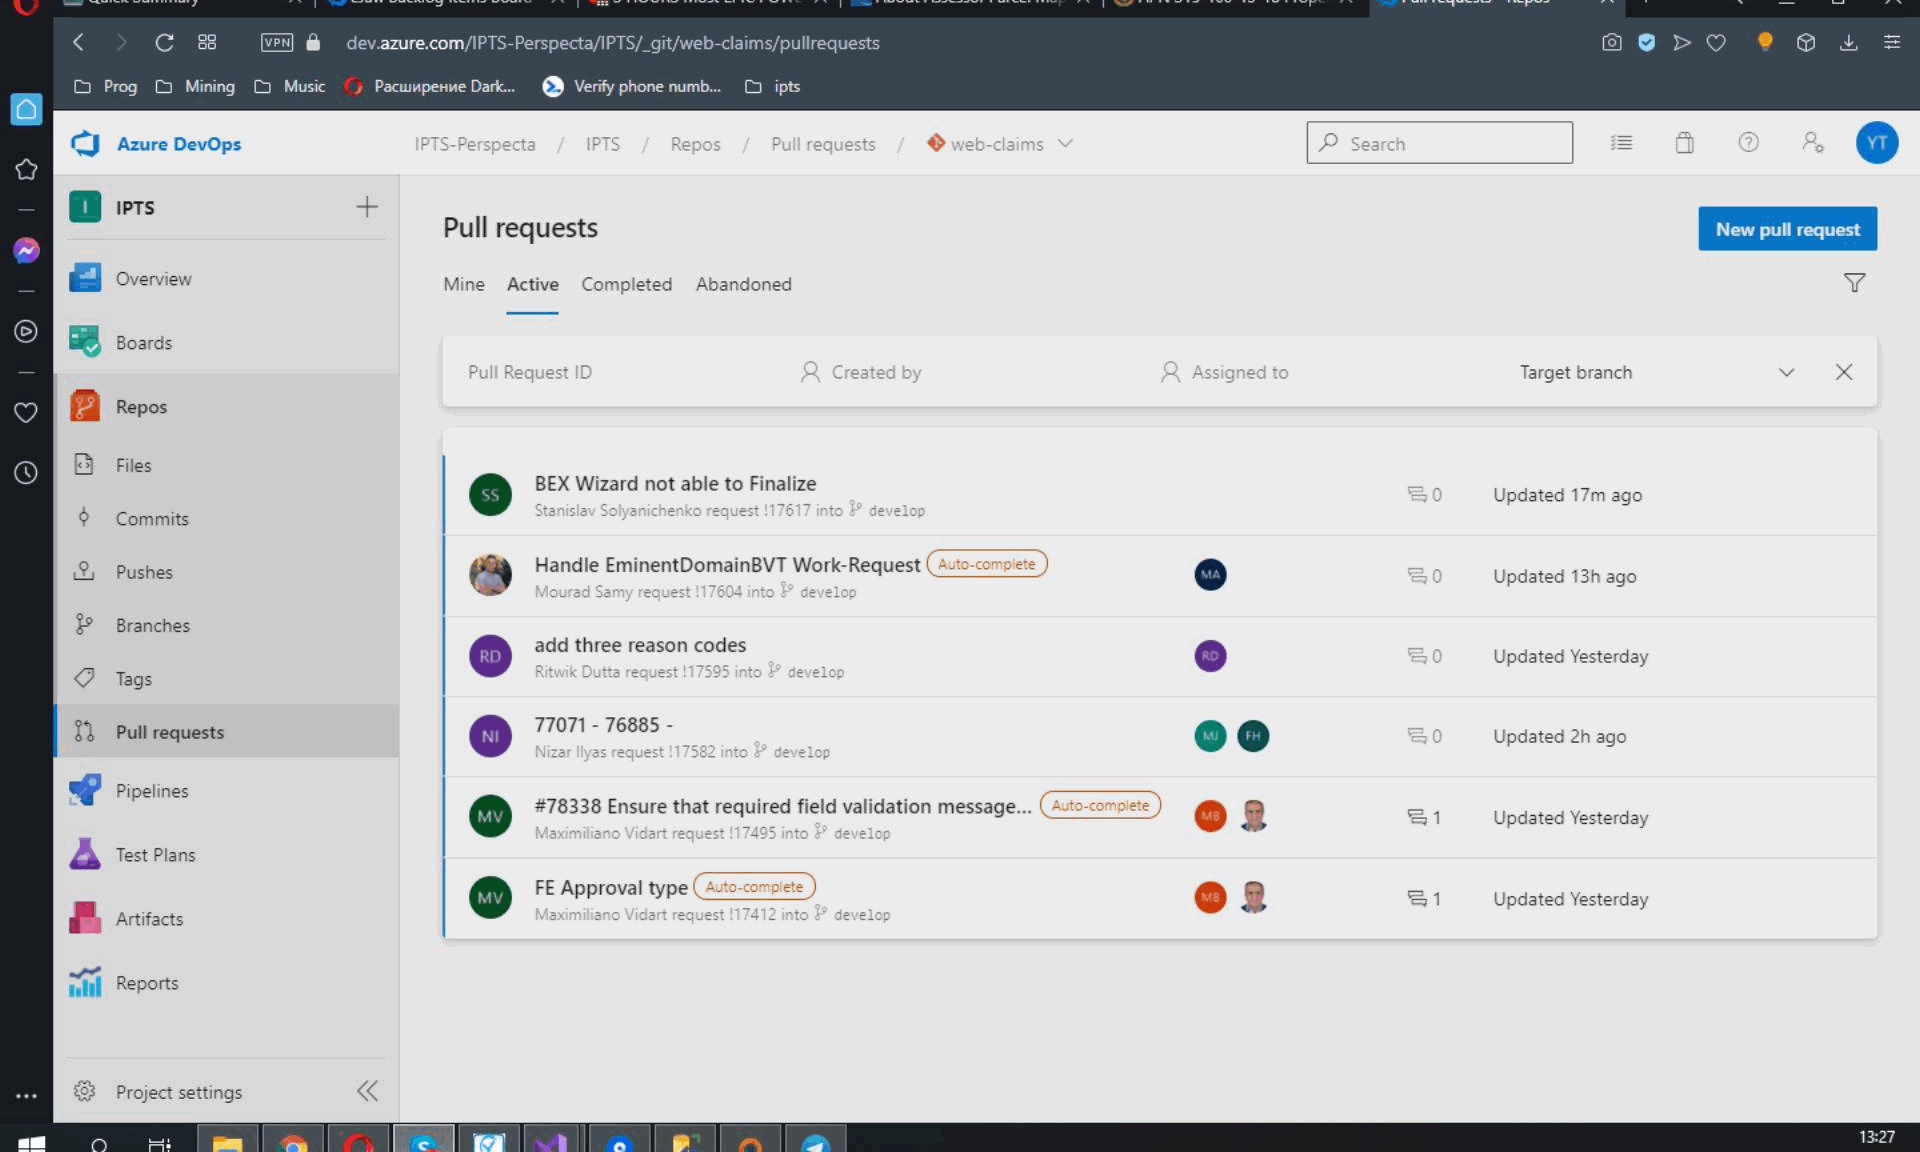 Quick Summary
Pull requests - Repos
VPN
dev.azure.com/IPTS-Perspecta/IPTS/_git/web-claims/pullrequests
Prog
Mining
Music
Расширение Dark...
Verify phone numb...
ipts
Azure DevOps
IPTS-Perspecta / IPTS / Repos / Pull requests / web-claims
Search
YT
I
IPTS
Overview
Boards
Repos
Files
Commits
Pushes
Branches
Tags
Pull requests
Pipelines
Test Plans
Artifacts
Reports
Project settings
Pull requests
New pull request
Mine Active Completed Abandoned
Pull Request ID Created by Assigned to Target branch
SS
BEX Wizard not able to Finalize
Stanislav Solyanichenko request !17617 into develop
0 Updated 17m ago
Handle EminentDomainBVT Work-Request Auto-complete
Mourad Samy request !17604 into develop
MA 0 Updated 13h ago
RD
add three reason codes
Ritwik Dutta request !17595 into develop
RD 0 Updated Yesterday
NI
77071 - 76885 -
Nizar Ilyas request !17582 into develop
MJ FH 0 Updated 2h ago
MV
#78338 Ensure that required field validation message... Auto-complete
Maximiliano Vidart request !17495 into develop
MB 1 Updated Yesterday
MV
FE Approval type Auto-complete
Maximiliano Vidart request !17412 into develop
MB 1 Updated Yesterday
13:27